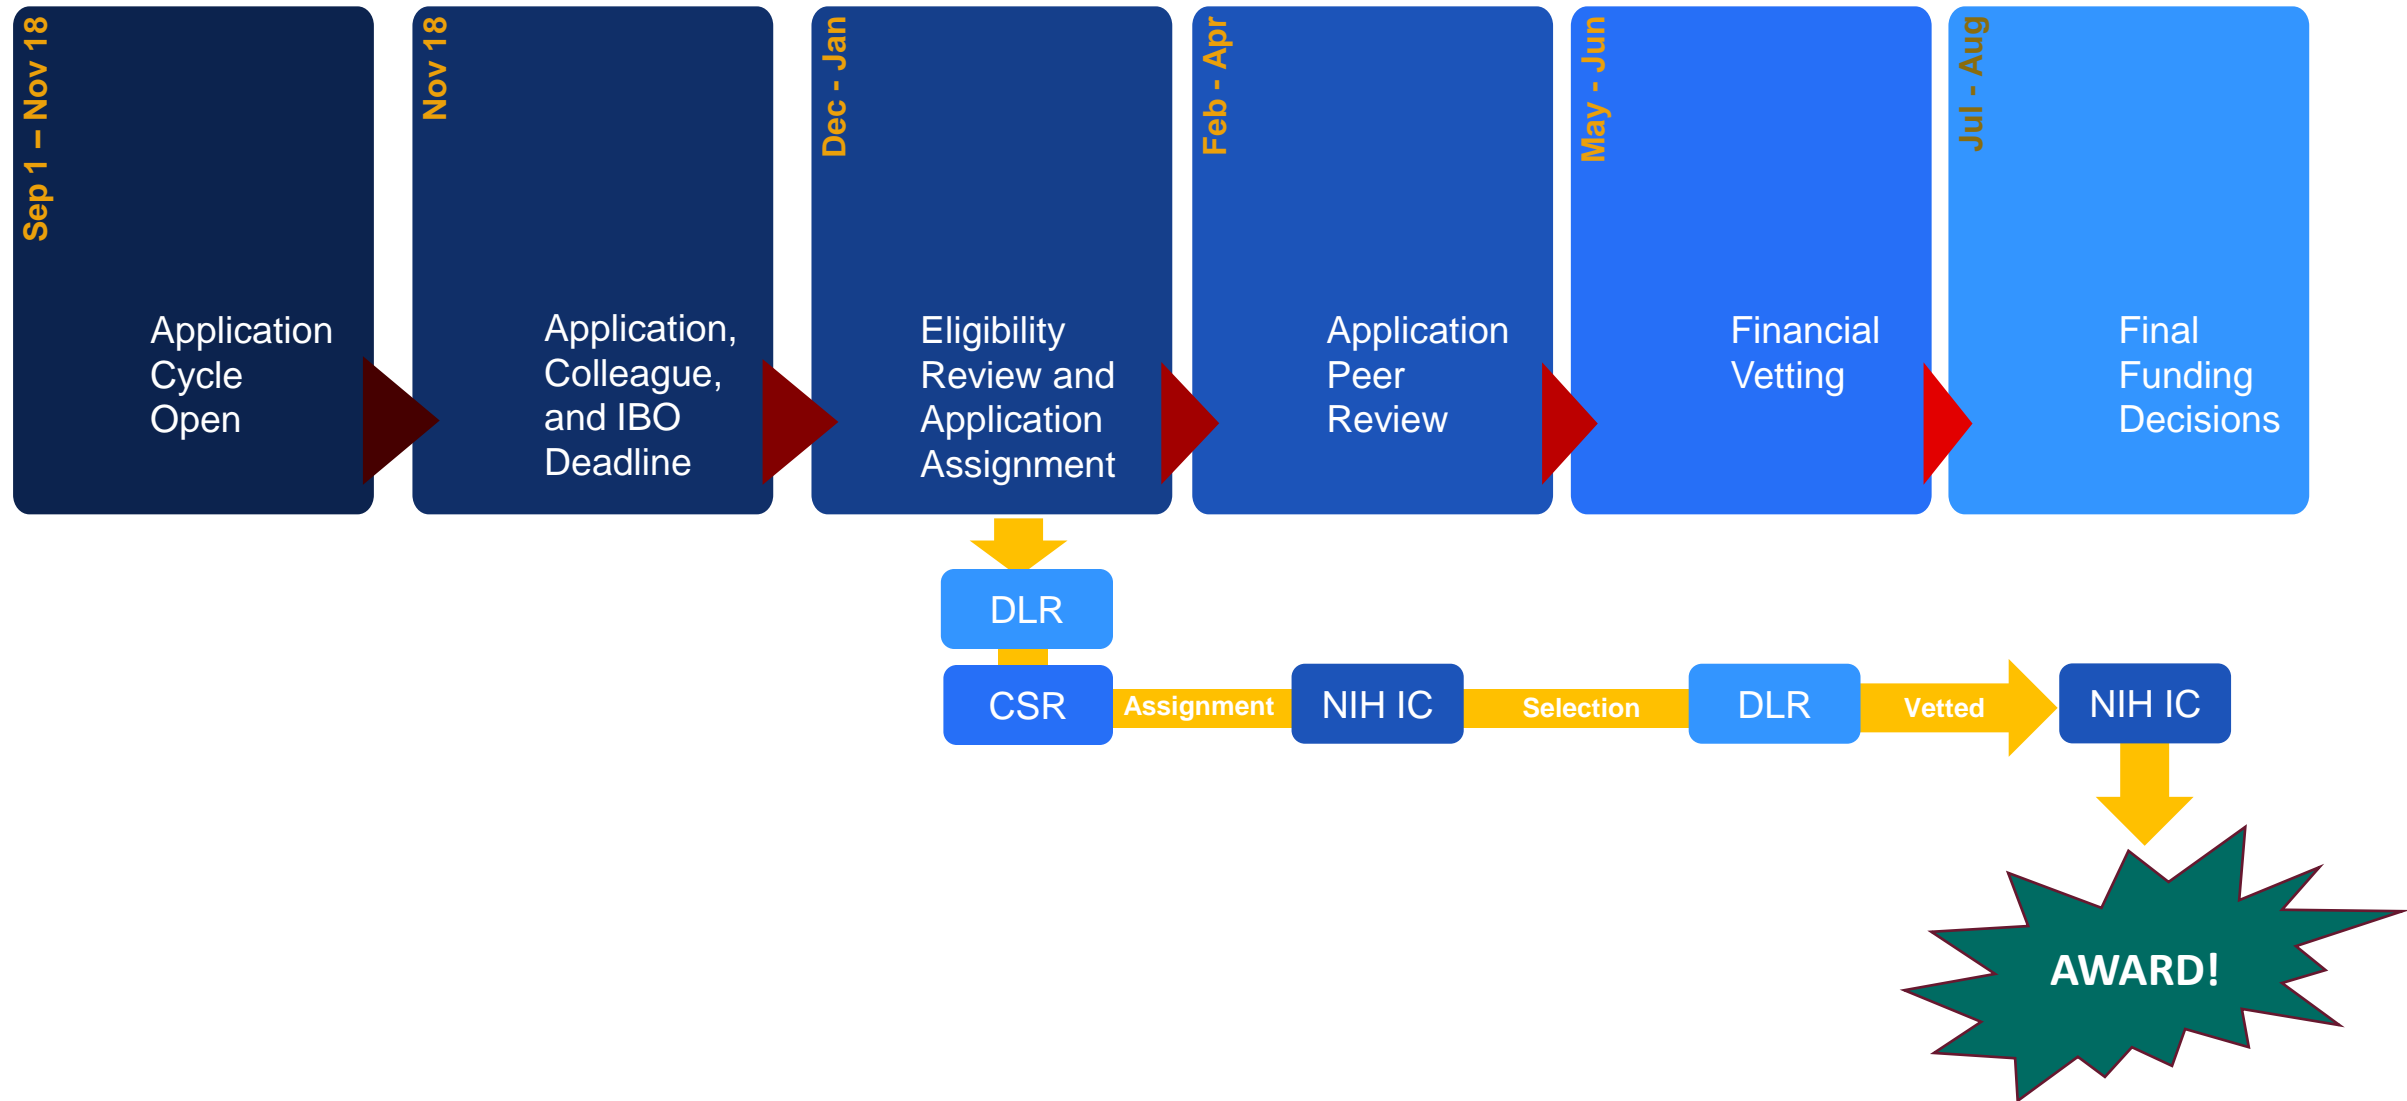 Sep 1 – Nov 18
Application
Cycle
Open
Nov 18
Application,
Colleague,
and IBO
Deadline
Dec - Jan
Eligibility
Review and
Application
Assignment
Feb - Apr
Application
Peer
Review
May - Jun
Financial
Vetting
Jul - Aug
Final
Funding
Decisions
DLR
CSR
Assignment
NIH IC
Selection
DLR
Vetted
NIH IC
AWARD!